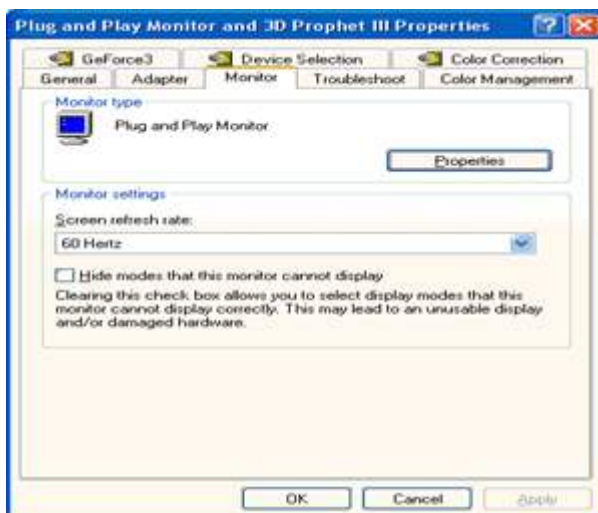 Plug and Play Monitor and 3D Prophet III Properties
GeForce3 Device Selection Color Correction
General Adapter Monitor Troubleshoot Color Management
Monitor type
Plug and Play Monitor
Properties
Monitor settings
Screen refresh rate:
60 Hertz
Hide modes that this monitor cannot display
Clearing this check box allows you to select display modes that this
monitor cannot display correctly. This may lead to an unusable display
and/or damaged hardware.
OK Cancel Apply